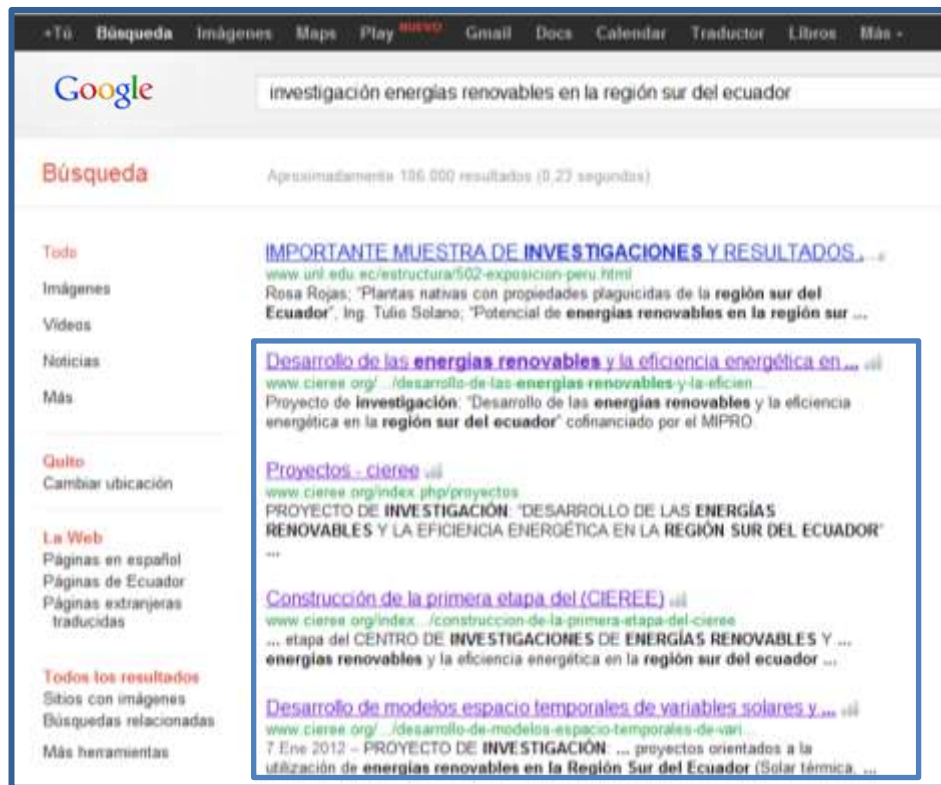 +Tú Búsqueda Imágenes Maps Play NUEVO Gmail Docs Calendar Traductor Libros Más
Google
investigación energías renovables en la región sur del ecuador
Búsqueda
Aproximadamente 106.000 resultados (0,23 segundos)
Todo
Imágenes
Vídeos
Noticias
Más
Quito
Cambiar ubicación
La Web
Páginas en español
Páginas de Ecuador
Páginas extranjeras
traducidas
Todos los resultados
Sitios con imágenes
Búsquedas relacionadas
Más herramientas
IMPORTANTE MUESTRA DE INVESTIGACIONES Y RESULTADOS
www.unl.edu.ec/estructura/502-exposicion-peru.html
Rosa Rojas; "Plantas nativas con propiedades plaguicidas de la región sur del
Ecuador", Ing. Tulio Solano; "Potencial de energías renovables en la región sur ...
Desarrollo de las energías renovables y la eficiencia energética en ...
www.cieree.org/.../desarrollo-de-las-energias-renovables-y-la-eficien...
Proyecto de investigación: "Desarrollo de las energías renovables y la eficiencia
energética en la región sur del ecuador" cofinanciado por el MIPRO.
Proyectos - cieree
www.cieree.org/index.php/proyectos
PROYECTO DE INVESTIGACIÓN: "DESARROLLO DE LAS ENERGÍAS
RENOVABLES Y LA EFICIENCIA ENERGÉTICA EN LA REGIÓN SUR DEL ECUADOR"
...
Construcción de la primera etapa del (CIEREE)
www.cieree.org/index.../construccion-de-la-primera-etapa-del-cieree
... etapa del CENTRO DE INVESTIGACIONES DE ENERGÍAS RENOVABLES Y ...
energías renovables y la eficiencia energética en la región sur del ecuador ...
Desarrollo de modelos espacio temporales de variables solares y ...
www.cieree.org/.../desarrollo-de-modelos-espacio-temporales-de-vari...
7 Ene 2012 – PROYECTO DE INVESTIGACIÓN: ... proyectos orientados a la
utilización de energías renovables en la Región Sur del Ecuador (Solar térmica, ...